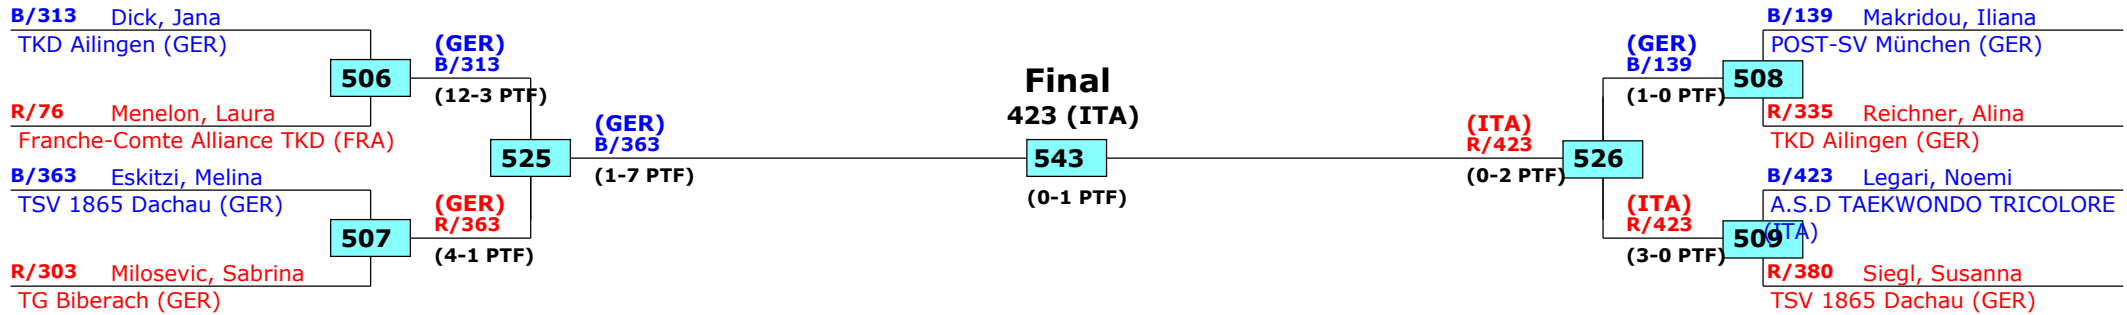 B/313 Dick, Jana
TKD Ailingen (GER)
506
R/76 Menelon, Laura
Franche-Comte Alliance TKD (FRA)
(GER)
B/313
(12-3 PTF)
B/363 Eskitzi, Melina
TSV 1865 Dachau (GER)
507
R/303 Milosevic, Sabrina
TG Biberach (GER)
(GER)
R/363
(4-1 PTF)
525
(GER)
B/363
(1-7 PTF)
Final
423 (ITA)
543
(0-1 PTF)
(ITA)
R/423
(0-2 PTF)
526
(GER)
B/139
(1-0 PTF)
508
B/139 Makridou, Iliana
POST-SV München (GER)
R/335 Reichner, Alina
TKD Ailingen (GER)
(ITA)
R/423
(3-0 PTF)
509
B/423 Legari, Noemi
A.S.D TAEKWONDO TRICOLORE
(ITA)
R/380 Siegl, Susanna
TSV 1865 Dachau (GER)